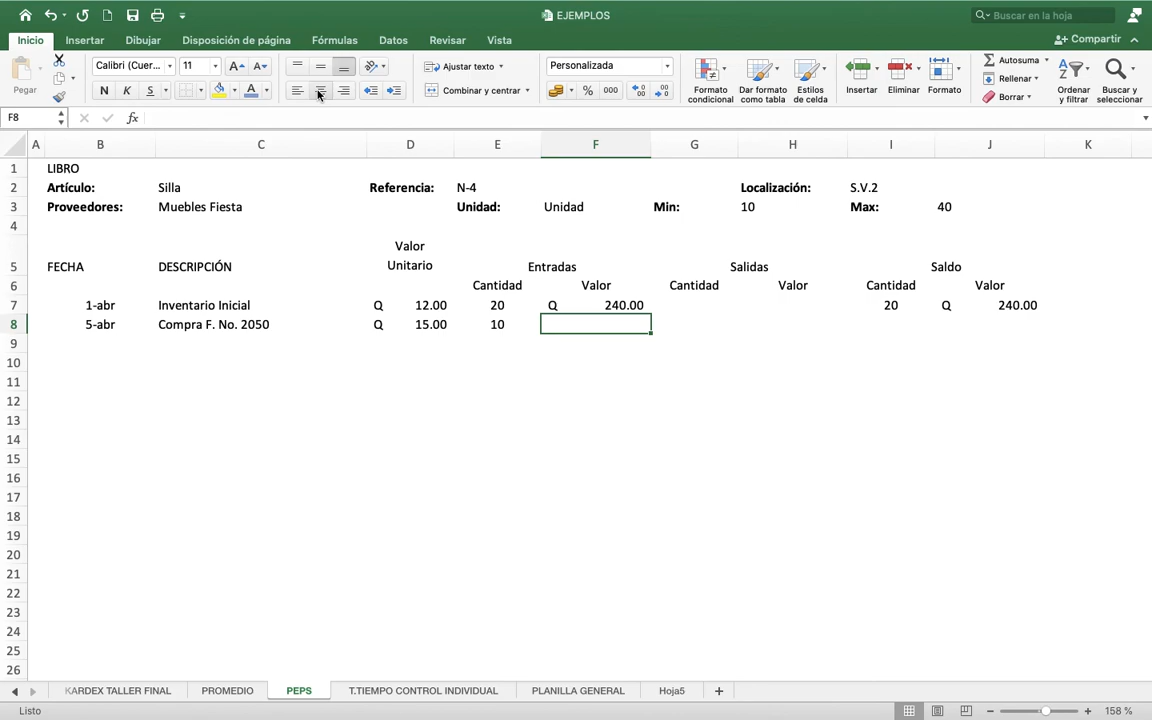 EJEMPLOS
Buscar en la hoja
Inicio Insertar Dibujar Disposición de página Fórmulas Datos Revisar Vista Compartir
Calibri (Cuer... 11 A A Ajustar texto Personalizada Autosuma
Rellenar
Pegar N K S A Combinar y centrar % 000 Formato condicional Dar formato como tabla Estilos de celda Insertar Eliminar Formato Borrar Ordenar y filtrar Buscar y seleccionar
F8 fx
A B C D E F G H I J K
1 LIBRO
2 Artículo: Silla Referencia: N-4 Localización: S.V.2
3 Proveedores: Muebles Fiesta Unidad: Unidad Min: 10 Max: 40
4
5 FECHA DESCRIPCIÓN Valor Unitario Entradas Salidas Saldo
6 Cantidad Valor Cantidad Valor Cantidad Valor
7 1-abr Inventario Inicial Q 12.00 20 Q 240.00 20 Q 240.00
8 5-abr Compra F. No. 2050 Q 15.00 10
9
10
11
12
13
14
15
16
17
18
19
20
21
22
23
24
25
26
KARDEX TALLER FINAL PROMEDIO PEPS T.TIEMPO CONTROL INDIVIDUAL PLANILLA GENERAL Hoja5 +
Listo 158 %